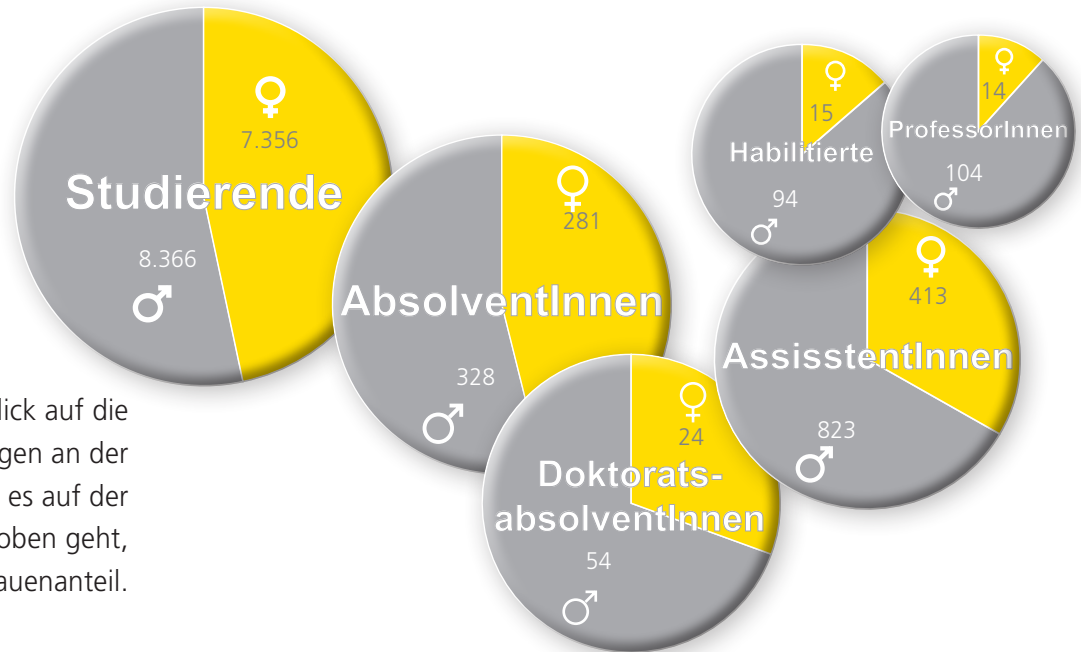 ♀
7.356
Studierende
8.366
♂
♀
281
AbsolventInnen
328
♂
♀
24
Doktorats-
absolventInnen
54
♂
♀
413
AssisstentInnen
823
♂
♀
15
Habilitierte
94
♂
♀
14
ProfessorInnen
104
♂
lick auf die
gen an der
es auf der
oben geht,
auenanteil.